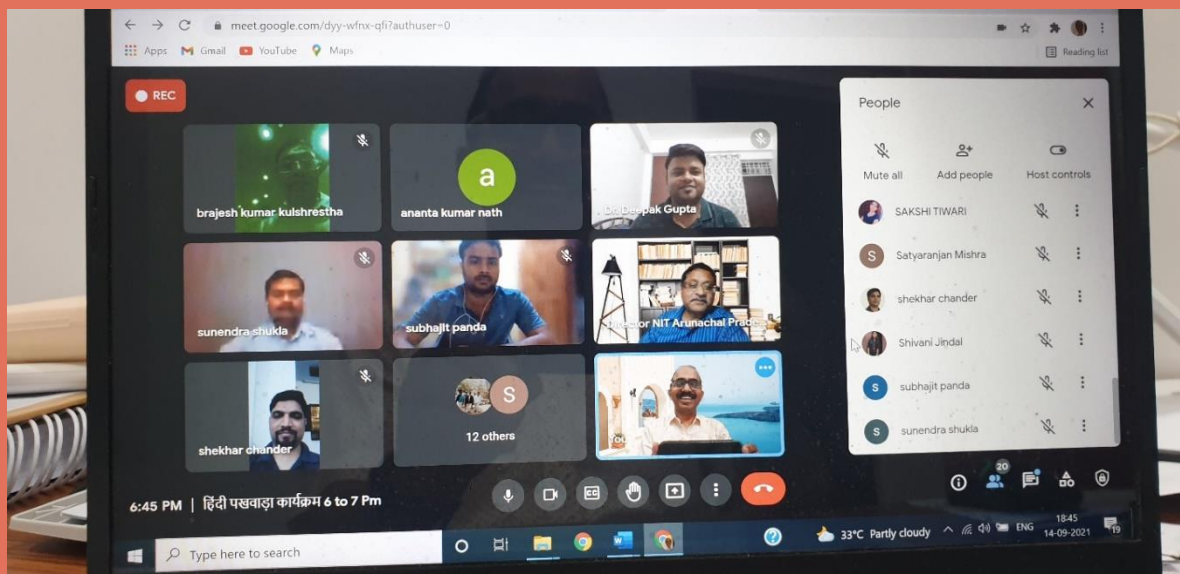 meet.google.com/dyy-wfnx-qfi?authuser=0
Apps Gmail YouTube Maps
Reading list
REC
brajesh kumar kulshrestha
a
ananta kumar nath
Dr. Deepak Gupta
sunendra shukla
subhajit panda
Director NIT Arunachal Prade...
shekhar chander
S
12 others
You
People
Mute all Add people Host controls
SAKSHI TIWARI
S Satyaranjan Mishra
shekhar chander
Shivani Jindal
S subhajit panda
S sunendra shukla
6:45 PM | हिंदी पखवाड़ा कार्यक्रम 6 to 7 Pm
CC
20
Type here to search
33°C Partly cloudy ENG 18:45
14-09-2021
19